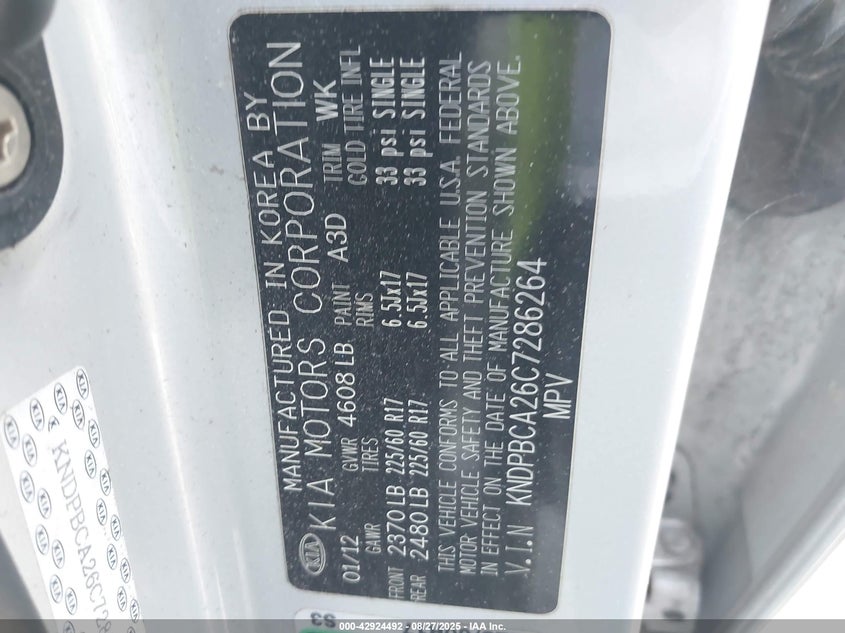 KIA MANUFACTURED IN KOREA BY
KIA MOTORS CORPORATION
01/12 GVWR 4608 LB PAINT A3D TRIM WK
GAWR TIRES RIMS COLD TIRE INFL
FRONT 2370 LB 225/60 R17 6.5Jx17 33 psi SINGLE
REAR 2480 LB 225/60 R17 6.5Jx17 33 psi SINGLE
THIS VEHICLE CONFORMS TO ALL APPLICABLE U.S.A. FEDERAL
MOTOR VEHICLE SAFETY AND THEFT PREVENTION STANDARDS
IN EFFECT ON THE DATE OF MANUFACTURE SHOWN ABOVE.
V.I.N KNDPBCA26C7286264
MPV
KNDPBCA26C728
S3
000-42924492 - 08/27/2025 - IAA Inc.